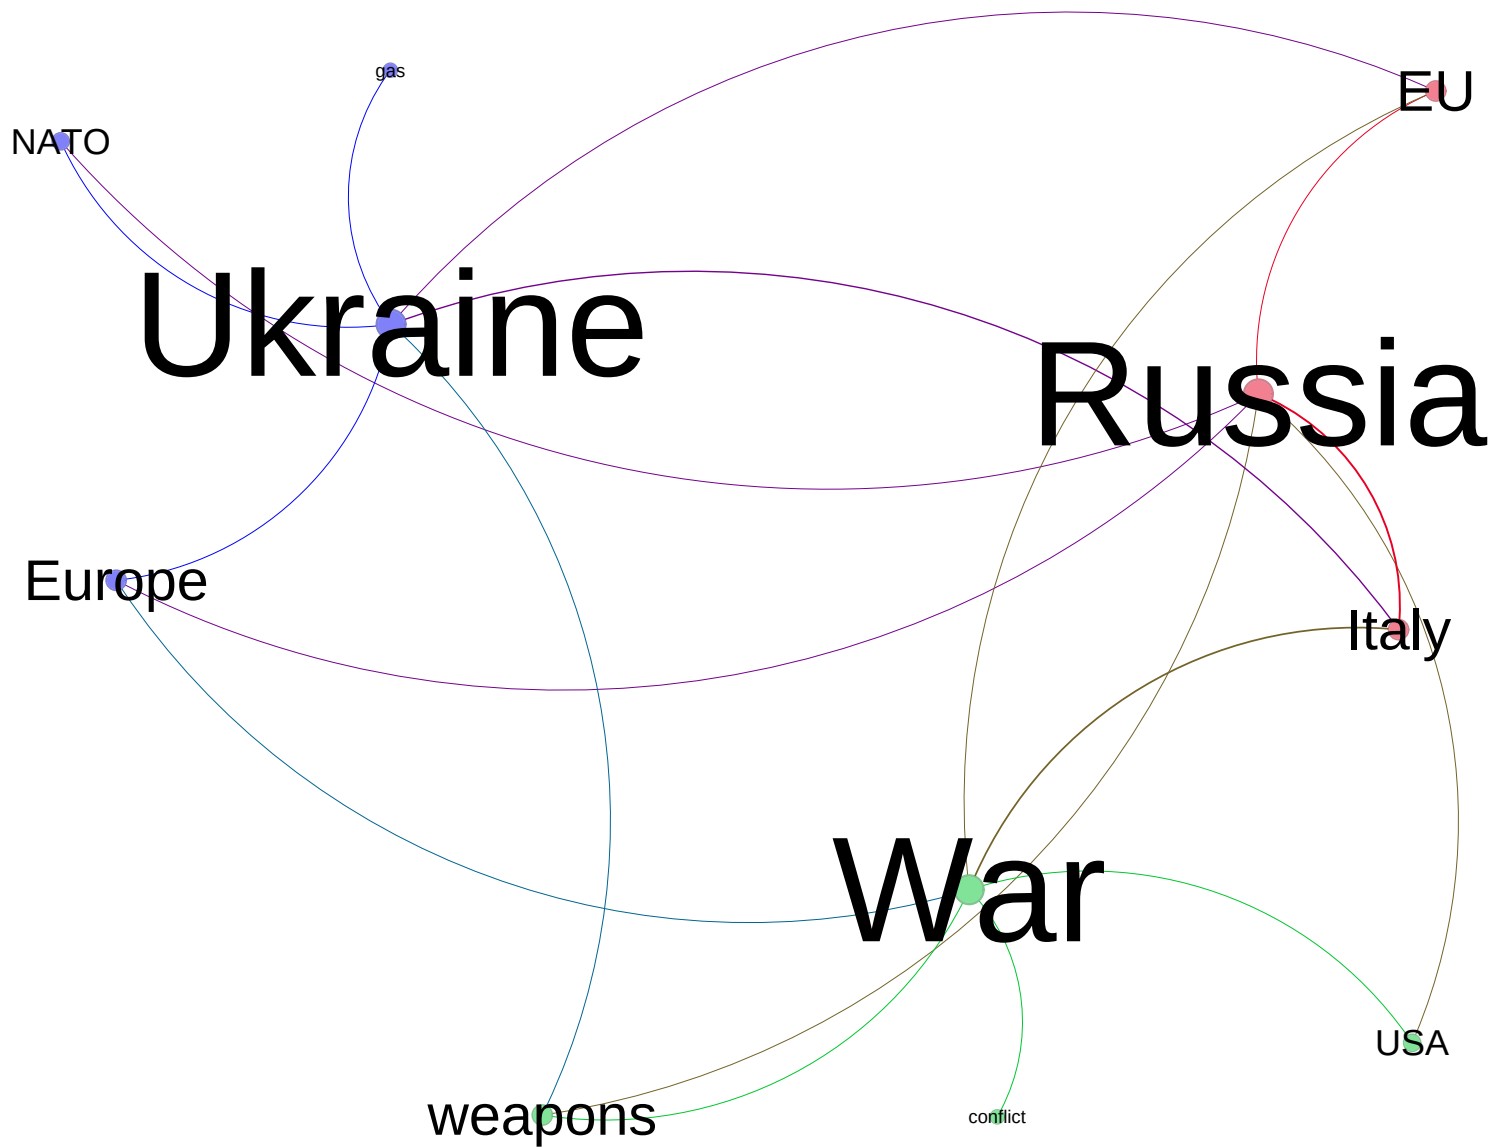 gas
EU
NATO
Ukraine
Russia
Europe
Italy
War
USA
weapons
conflict